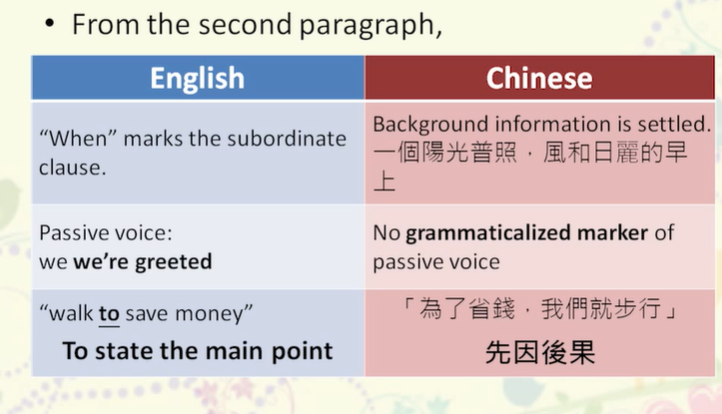 • From the second paragraph,
English
Chinese
“When” marks the subordinate
clause.
Background information is settled.
一個陽光普照，風和日麗的早
上
Passive voice:
we we’re greeted
No grammaticalized marker of
passive voice
“walk to save money”
To state the main point
「為了省錢，我們就步行」
先因後果